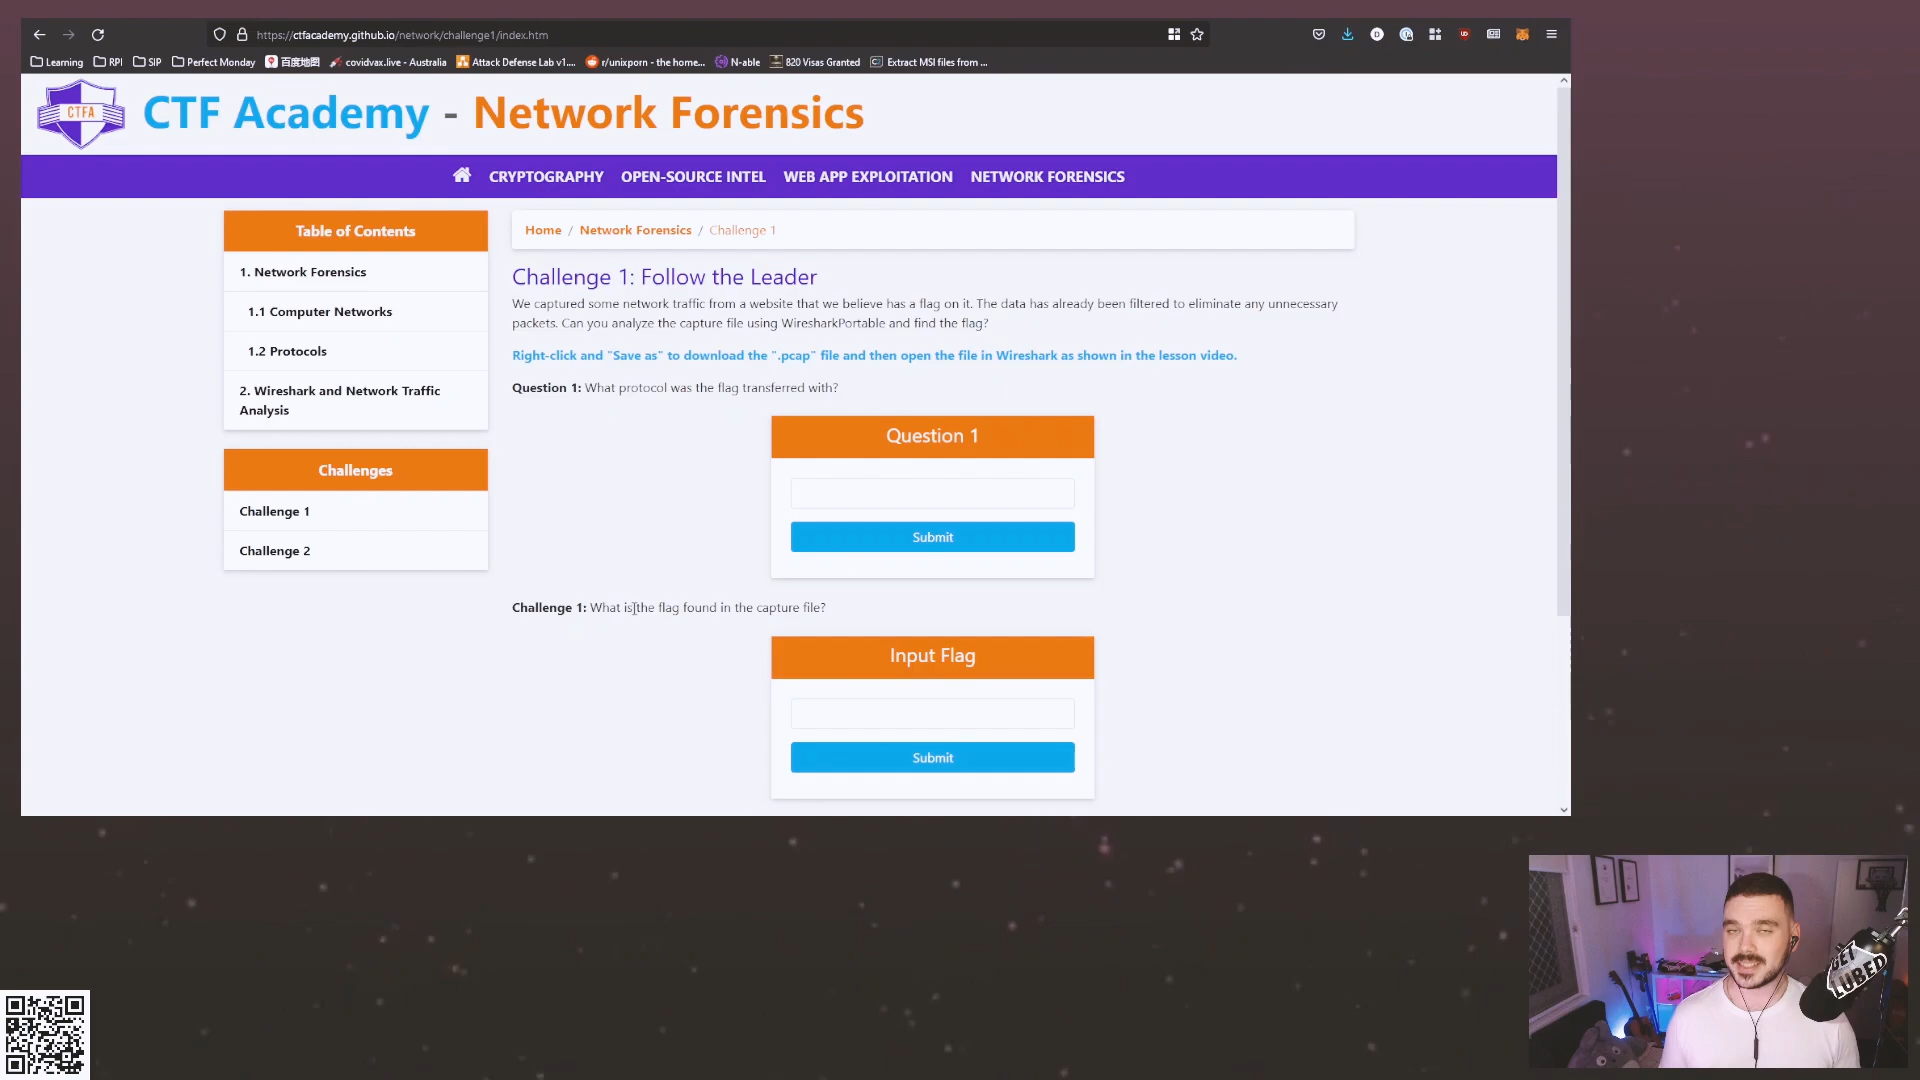 https://ctfacademy.github.io/network/challenge1/index.htm
Learning RPI SIP Perfect Monday 百度地图 covidvax.live - Australia Attack Defense Lab v1.... r/unixporn - the home... N-able 820 Visas Granted Extract MSI files from ...
CTFA
CTF Academy - Network Forensics
CRYPTOGRAPHY OPEN-SOURCE INTEL WEB APP EXPLOITATION NETWORK FORENSICS
Table of Contents
1. Network Forensics
1.1 Computer Networks
1.2 Protocols
2. Wireshark and Network Traffic
Analysis
Challenges
Challenge 1
Challenge 2
Home / Network Forensics / Challenge 1
Challenge 1: Follow the Leader
We captured some network traffic from a website that we believe has a flag on it. The data has already been filtered to eliminate any unnecessary
packets. Can you analyze the capture file using WiresharkPortable and find the flag?
Right-click and "Save as" to download the ".pcap" file and then open the file in Wireshark as shown in the lesson video.
Question 1: What protocol was the flag transferred with?
Question 1
Submit
Challenge 1: What is the flag found in the capture file?
Input Flag
Submit
GET
LUBED